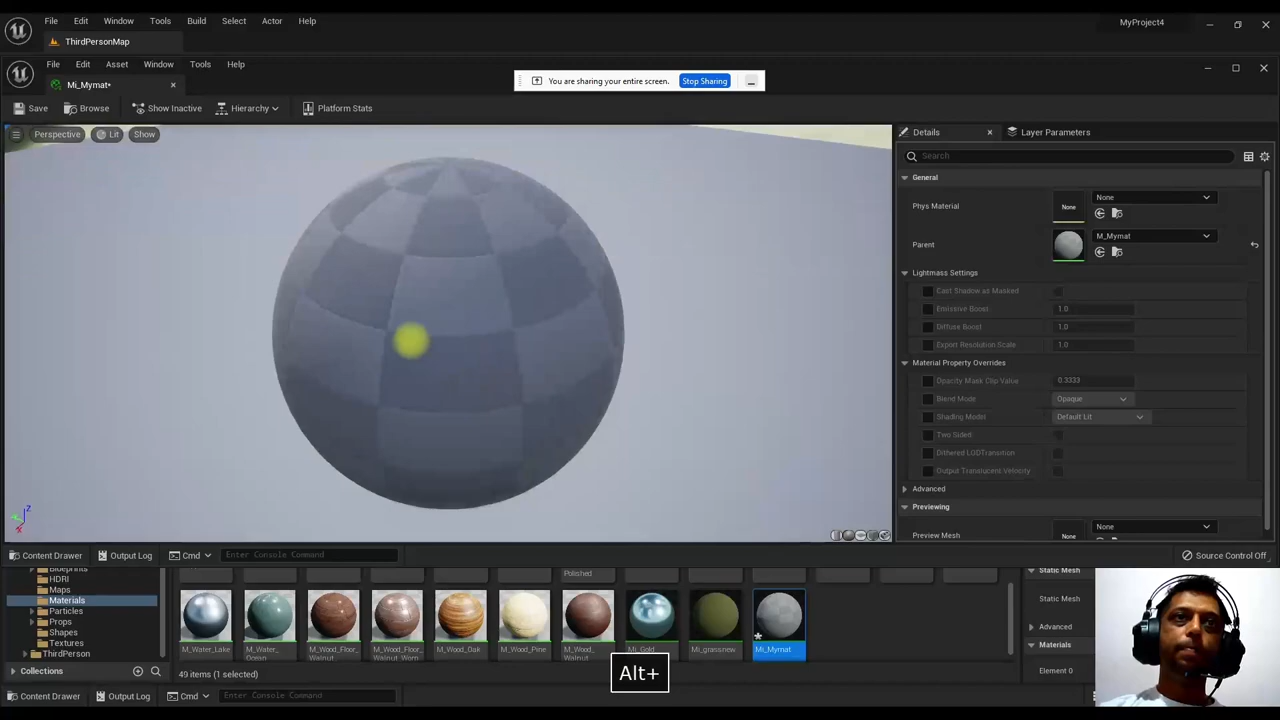 File Edit Window Tools Build Select Actor Help
MyProject4
ThirdPersonMap
File Edit Asset Window Tools Help
You are sharing your entire screen. Stop Sharing
Mi_Mymat•
Save Browse Show Inactive Hierarchy Platform Stats
Perspective Lit Show
Details Layer Parameters
Search
General
Phys Material None None
Parent M_Mymat
Lightmass Settings
Cast Shadow as Masked
Emissive Boost 1.0
Diffuse Boost 1.0
Export Resolution Scale 1.0
Material Property Overrides
Opacity Mask Clip Value 0.3333
Blend Mode Opaque
Shading Model Default Lit
Two Sided
Dithered LODTransition
Output Translucent Velocity
Advanced
Previewing
Preview Mesh None None
Content Drawer Output Log Cmd Enter Console Command Source Control Off
Blueprints
HDRI
Maps
Materials
Particles
Props
Shapes
Textures
ThirdPerson
Collections
Polished
M_Water_Lake M_Water_Ocean M_Wood_Floor_Walnut M_Wood_Floor_Walnut_Worn M_Wood_Oak M_Wood_Pine M_Wood_Walnut Mi_Gold Mi_grassnew Mi_Mymat
49 items (1 selected)
Static Mesh
Static Mesh
Advanced
Materials
Element 0
Alt+
Content Drawer Output Log Cmd Enter Console Command